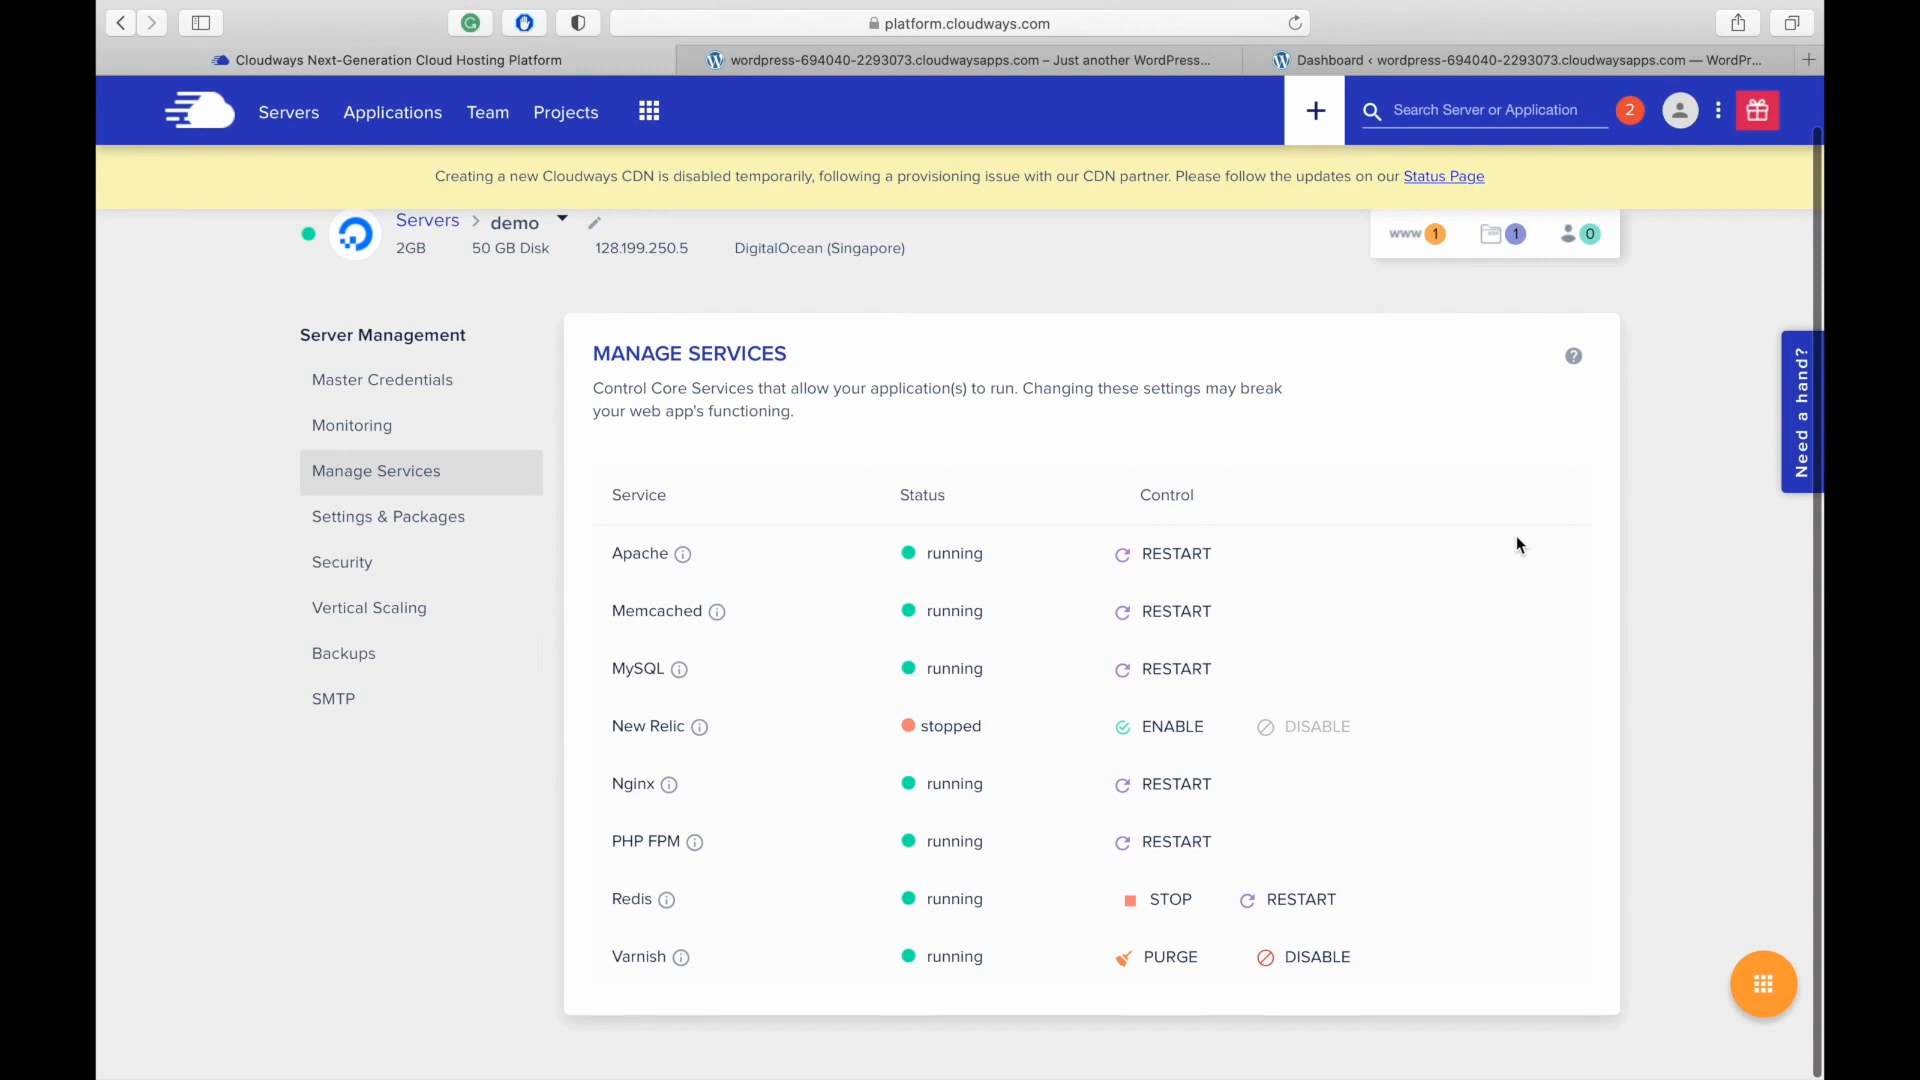 platform.cloudways.com
Cloudways Next-Generation Cloud Hosting Platform
wordpress-694040-2293073.cloudwaysapps.com – Just another WordPress...
Dashboard ‹ wordpress-694040-2293073.cloudwaysapps.com — WordPr...
Servers Applications Team Projects
Search Server or Application
2
Creating a new Cloudways CDN is disabled temporarily, following a provisioning issue with our CDN partner. Please follow the updates on our Status Page
Servers > demo
2GB 50 GB Disk 128.199.250.5 DigitalOcean (Singapore)
www 1 1 0
Need a hand?
Server Management
Master Credentials
Monitoring
Manage Services
Settings & Packages
Security
Vertical Scaling
Backups
SMTP
MANAGE SERVICES
Control Core Services that allow your application(s) to run. Changing these settings may break
your web app's functioning.
Service Status Control
Apache running RESTART
Memcached running RESTART
MySQL running RESTART
New Relic stopped ENABLE DISABLE
Nginx running RESTART
PHP FPM running RESTART
Redis running STOP RESTART
Varnish running PURGE DISABLE